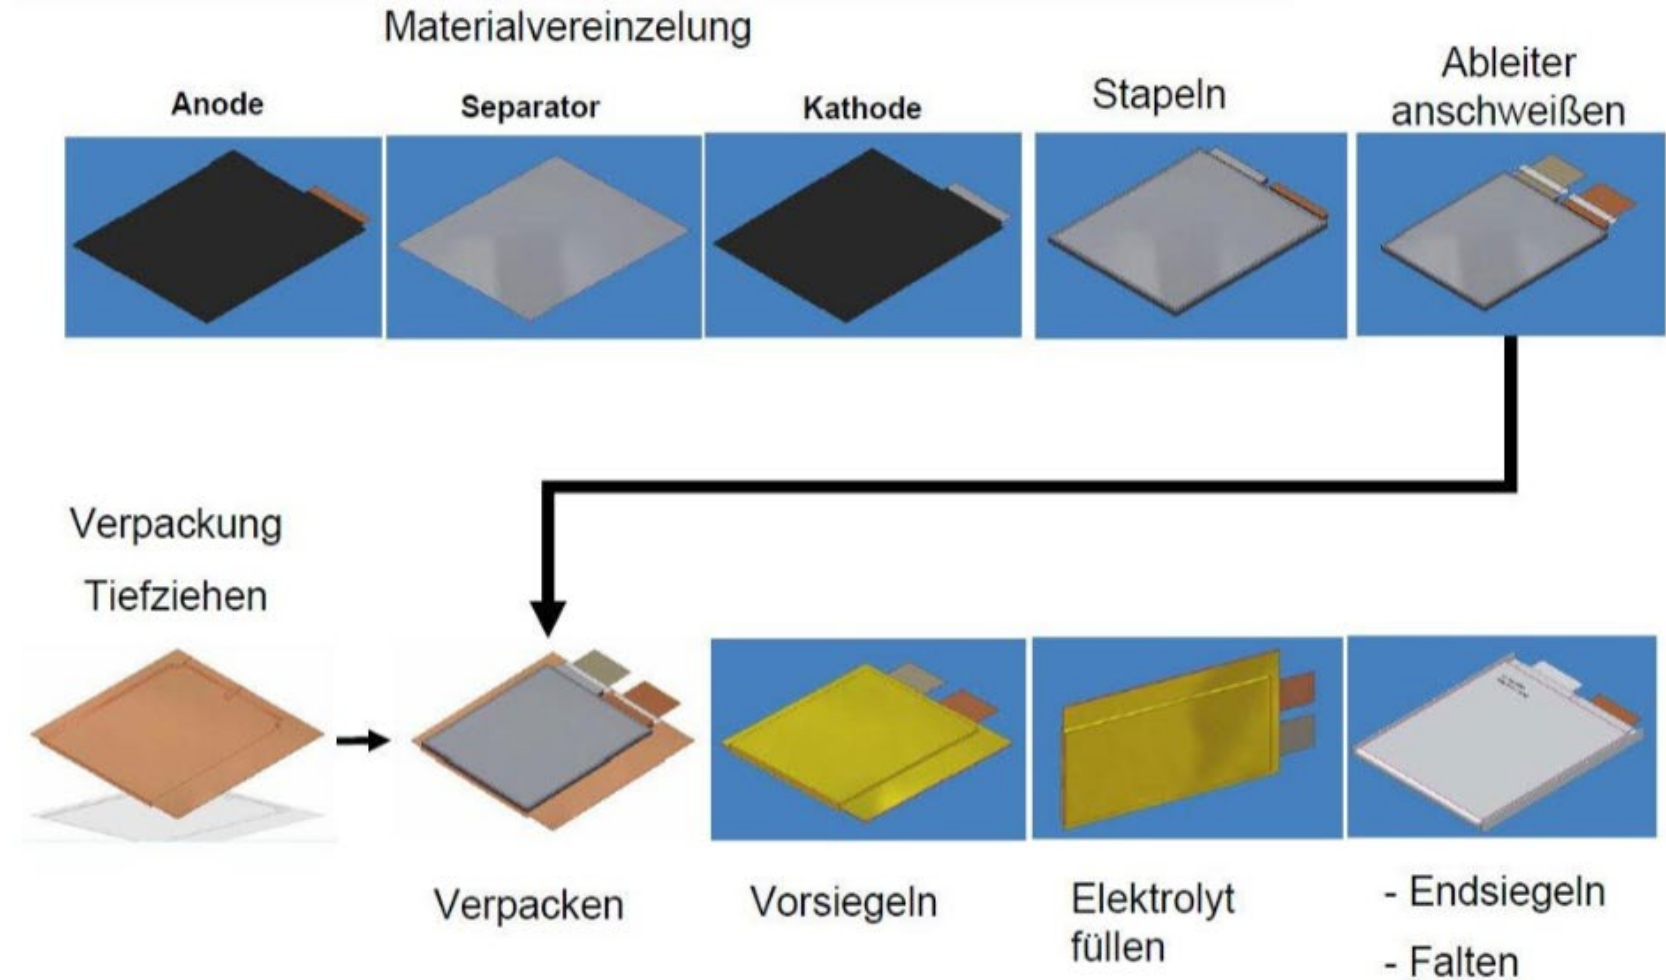 Materialvereinzelung
Anode
Separator
Kathode
Stapeln
Ableiter
anschweißen
Verpackung
Tiefziehen
Verpacken
Vorsiegeln
Elektrolyt
füllen
- Endsiegeln
- Falten